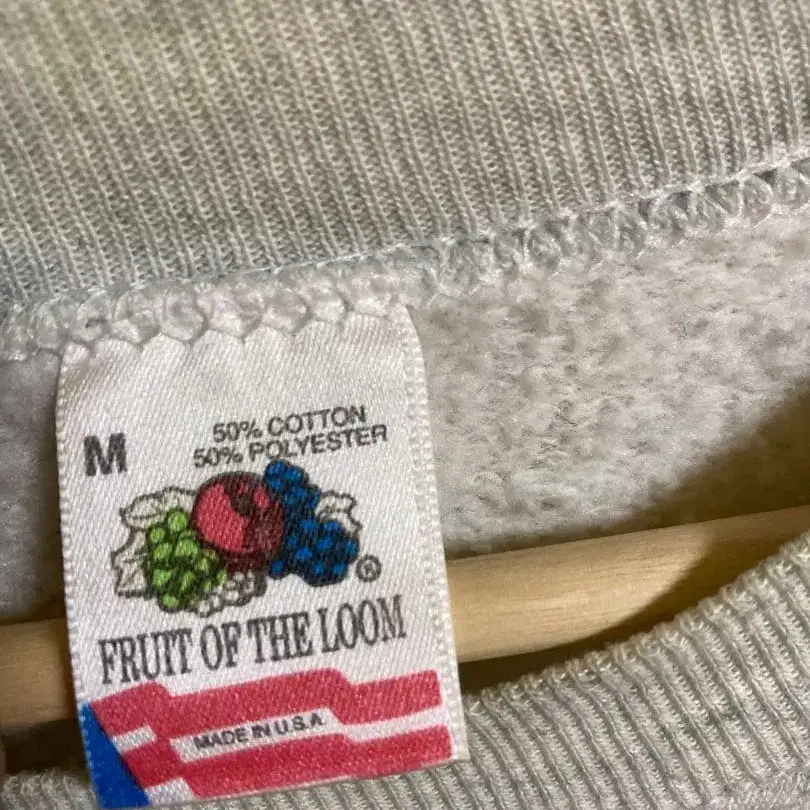 M
50% COTTON
50% POLYESTER
®
FRUIT OF THE LOOM
MADE IN U.S.A